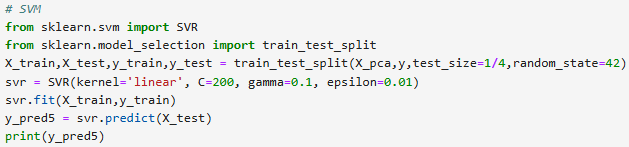 # SVM
from sklearn.svm import SVR
from sklearn.model_selection import train_test_split
X_train,X_test,y_train,y_test = train_test_split(X_pca,y,test_size=1/4,random_state=42)
svr = SVR(kernel='linear', C=200, gamma=0.1, epsilon=0.01)
svr.fit(X_train,y_train)
y_pred5 = svr.predict(X_test)
print(y_pred5)